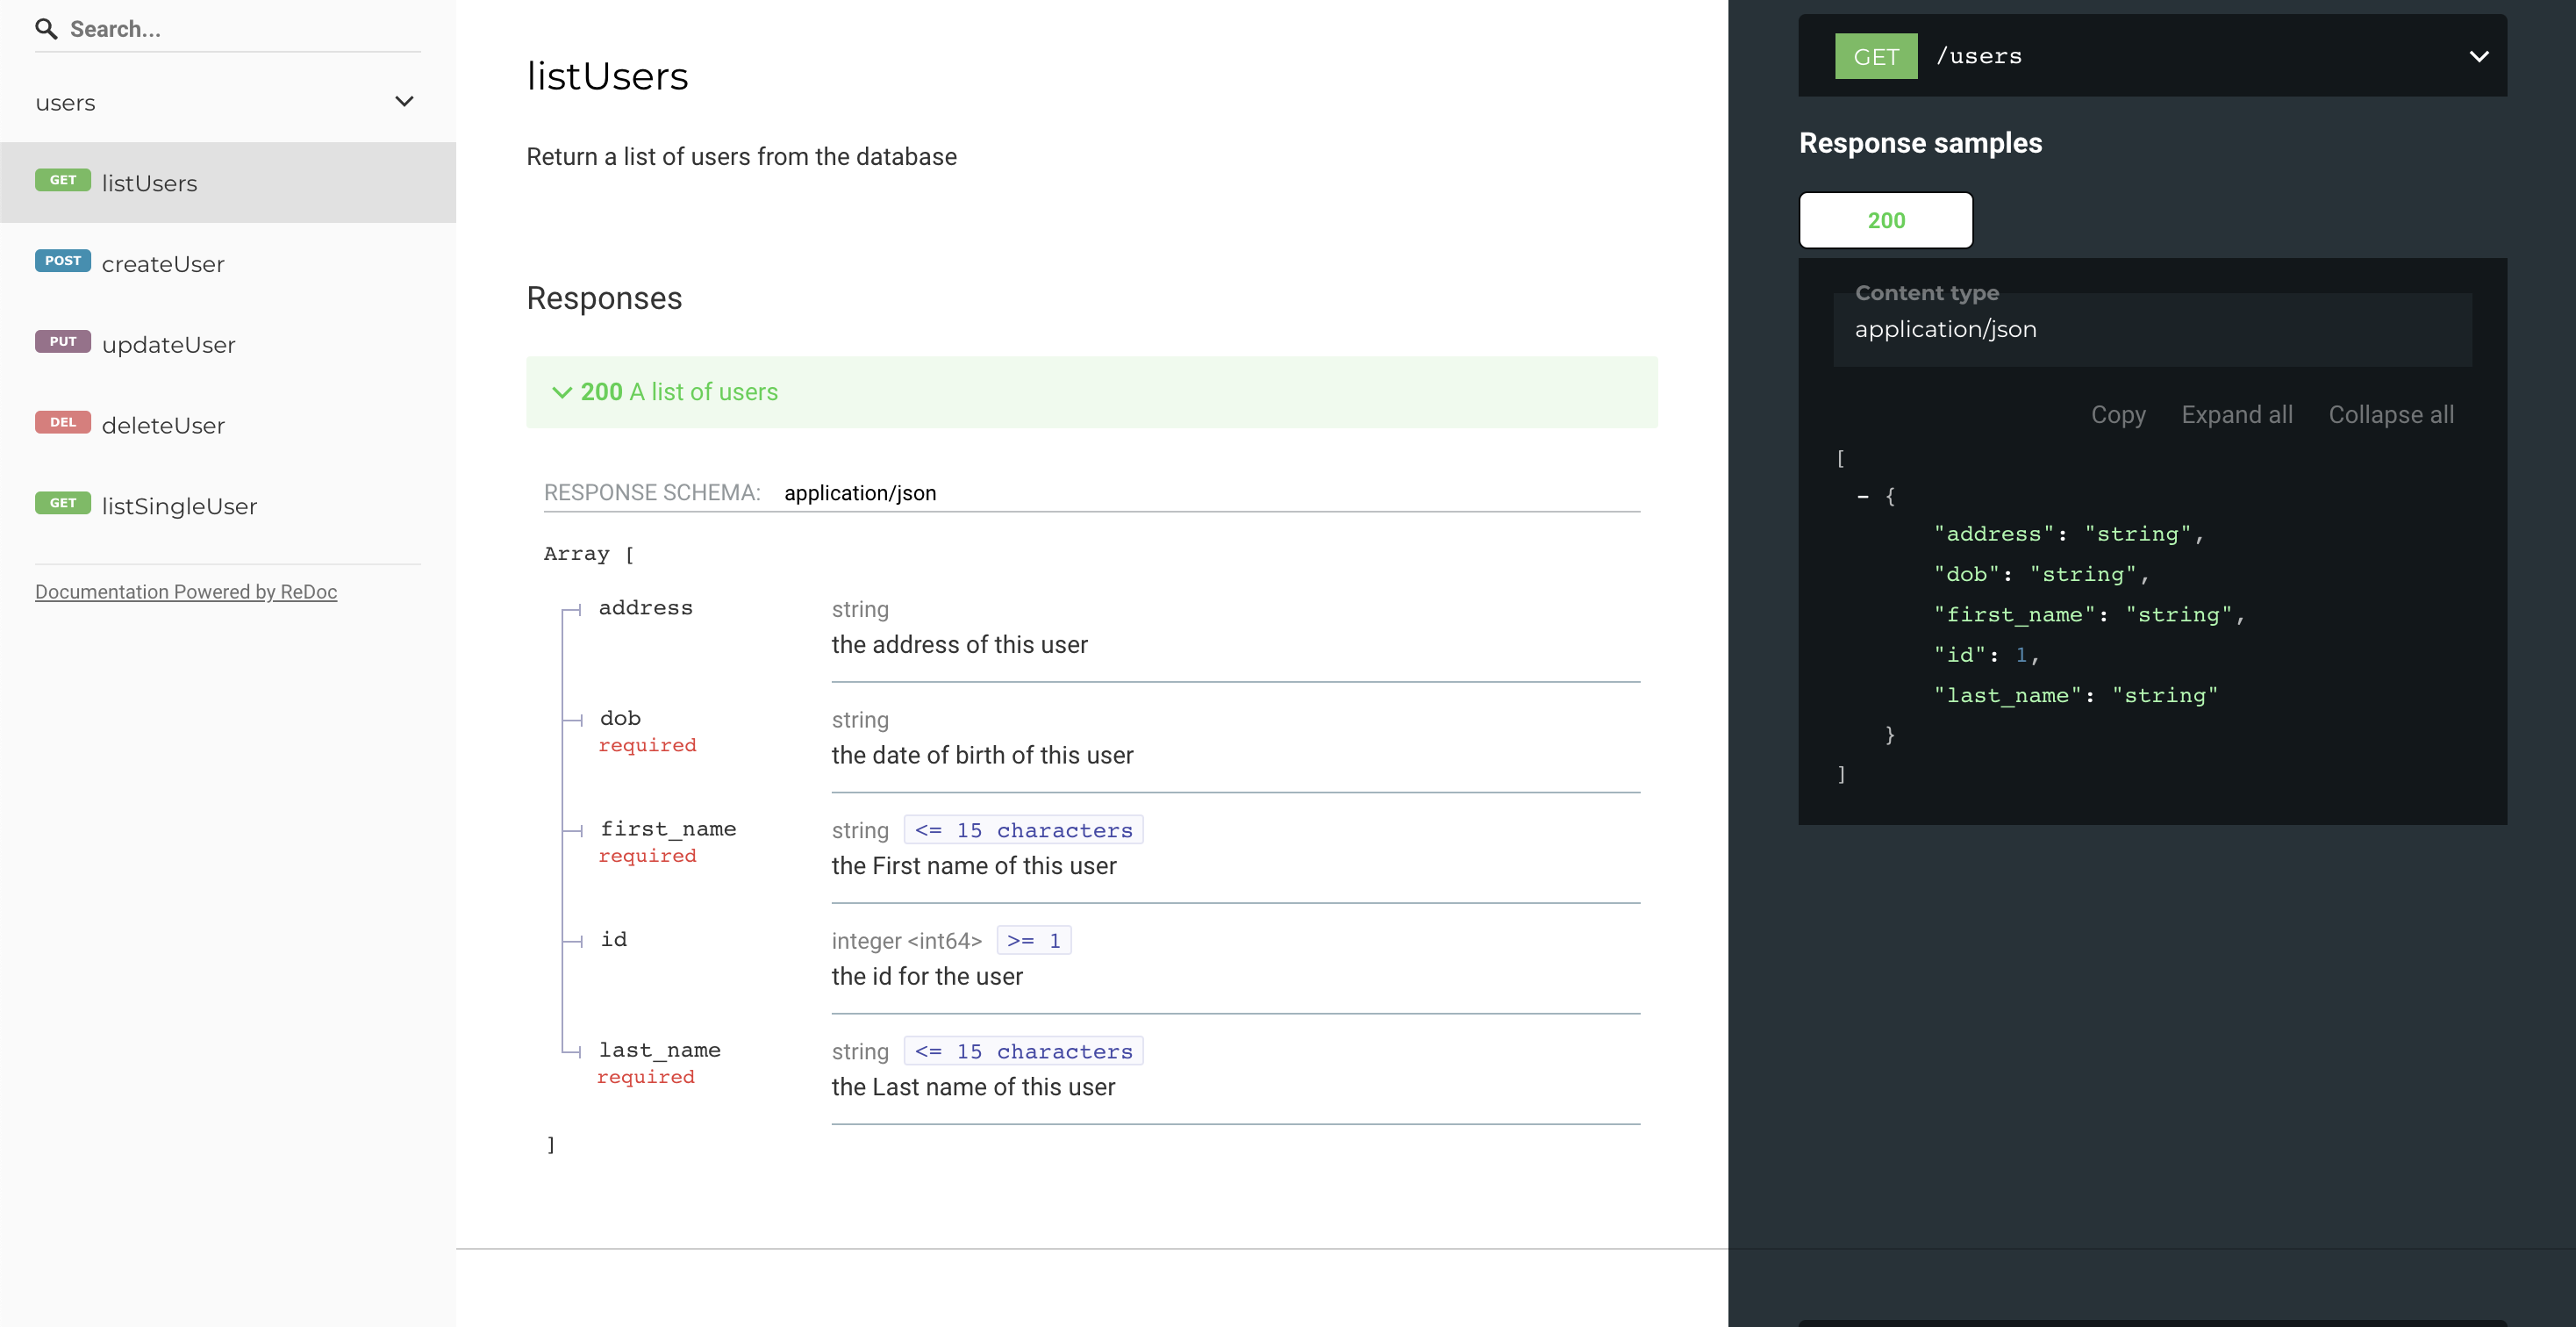 Search...
users
GET listUsers
POST createUser
PUT updateUser
DEL deleteUser
GET listSingleUser
Documentation Powered by ReDoc
listUsers
Return a list of users from the database
Responses
200 A list of users
RESPONSE SCHEMA: application/json
Array [
address string
the address of this user
dob string
required the date of birth of this user
first_name string <= 15 characters
required the First name of this user
id integer <int64> >= 1
the id for the user
last_name string <= 15 characters
required the Last name of this user
]
GET /users
Response samples
200
Content type
application/json
Copy Expand all Collapse all
[
- {
"address": "string",
"dob": "string",
"first_name": "string",
"id": 1,
"last_name": "string"
}
]